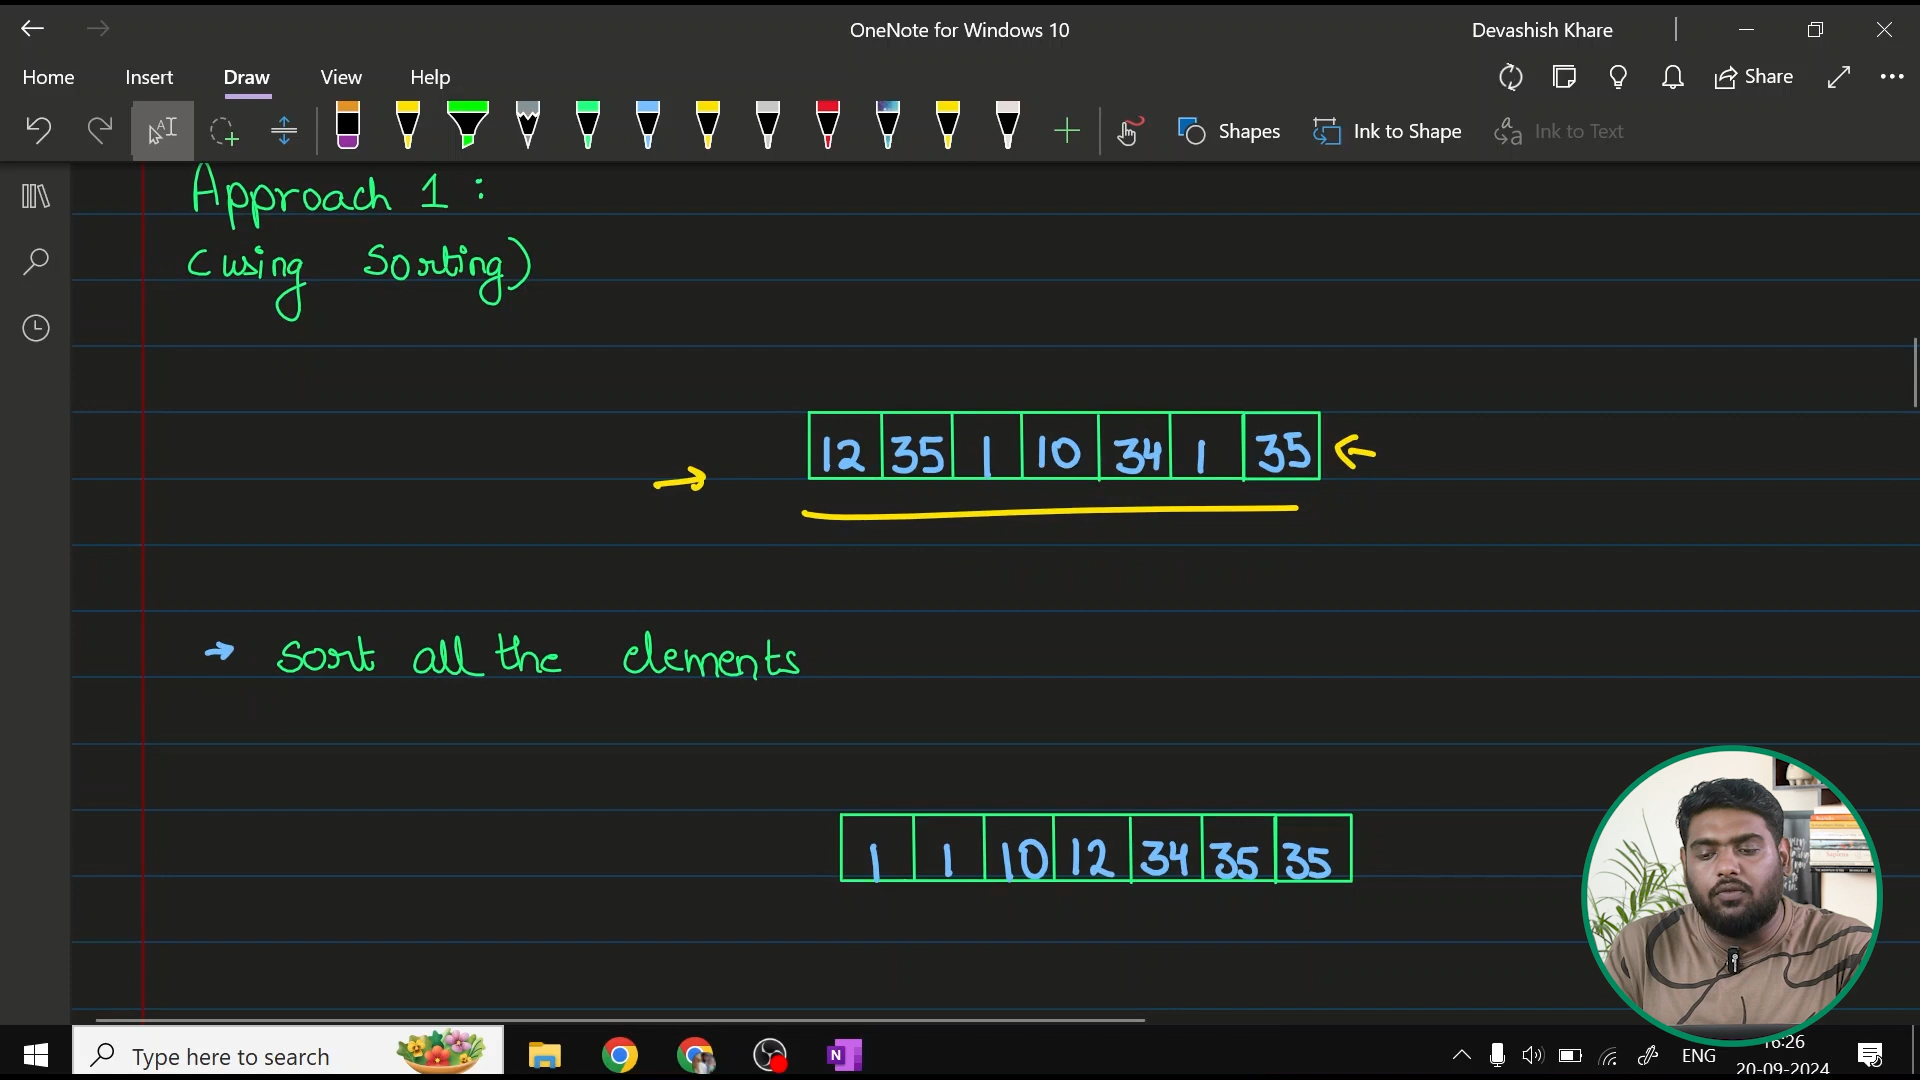 OneNote for Windows 10
Devashish Khare
Home Insert Draw View Help
Share
Shapes Ink to Shape Ink to Text
Approach 1 :
(using Sorting)
12 35 1 10 34 1 35
→ sort all the elements
1 1 10 12 34 35 35
Type here to search
ENG
16:26
20-09-2024